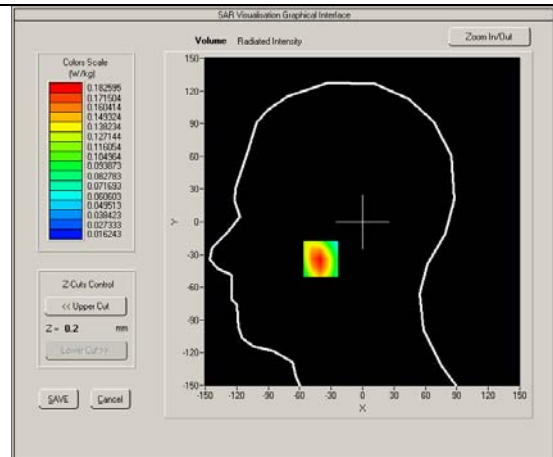 SAR Visualisation Graphical Interface
Volume Radiated Intensity
Zoom In/Out
Colors Scale
(W/kg)
0.182595
0.171504
0.160414
0.149324
0.138234
0.127144
0.116054
0.104964
0.093873
0.082783
0.071693
0.060603
0.049513
0.038423
0.027333
0.016243
Z-Cuts Control
<< Upper Cut
Z = 0.2 mm
Lower Cut >>
SAVE Cancel
150
120
90
60
30
0
-30
-60
-90
-120
-150
Y
-150 -120 -90 -60 -30 0 30 60 90 120 150
X